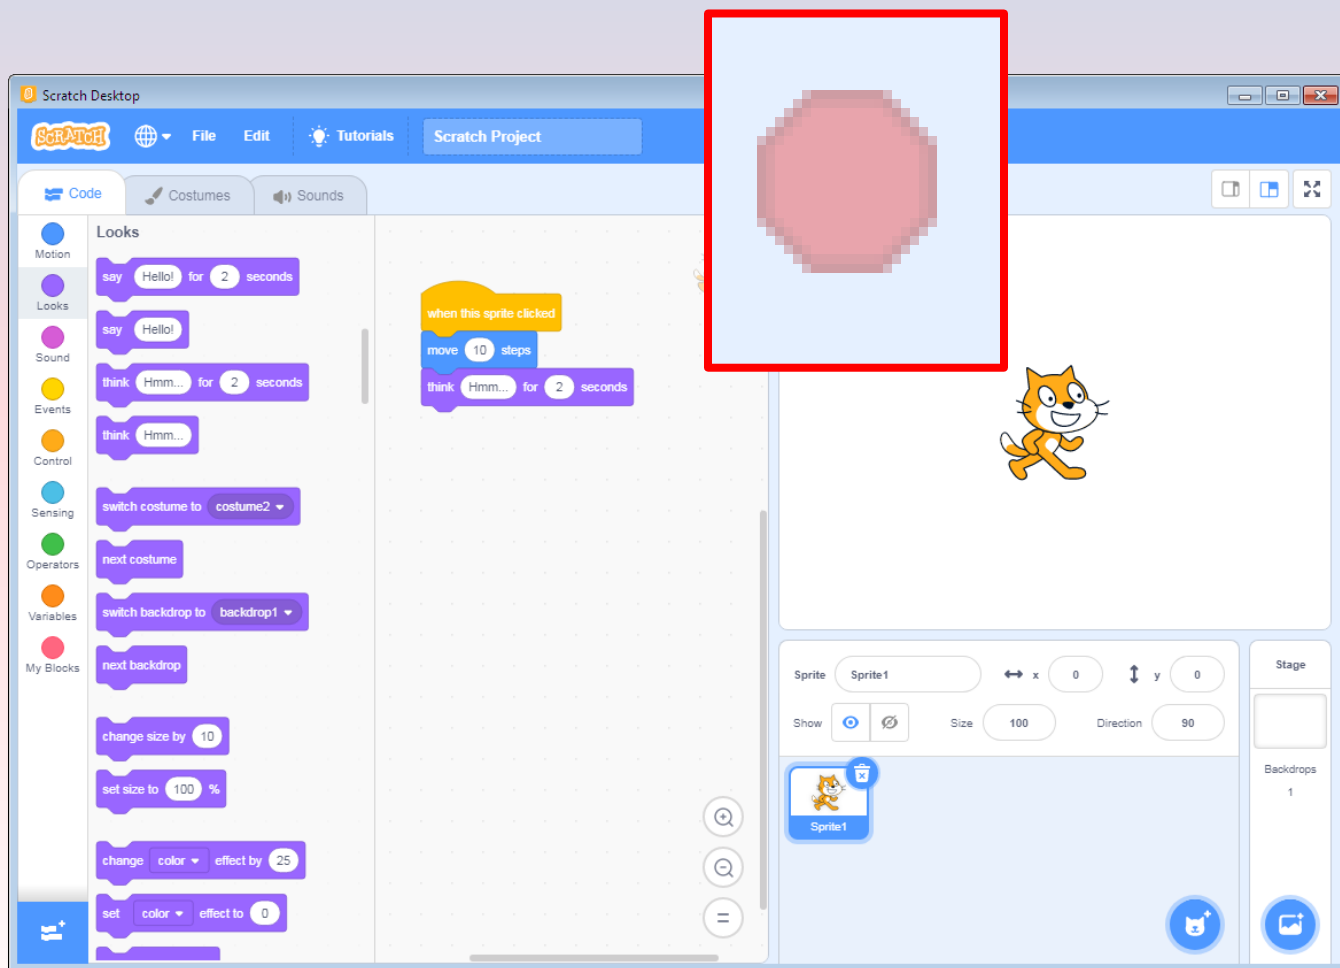 Scratch Desktop
SCRATCH File Edit Tutorials Scratch Project
Code Costumes Sounds
Motion
Looks
Sound
Events
Control
Sensing
Operators
Variables
My Blocks
Looks
say Hello! for 2 seconds
say Hello!
think Hmm... for 2 seconds
think Hmm...
switch costume to costume2
next costume
switch backdrop to backdrop1
next backdrop
change size by 10
set size to 100 %
change color effect by 25
set color effect to 0
when this sprite clicked
move 10 steps
think Hmm... for 2 seconds
Sprite Sprite1 x 0 y 0
Show Size 100 Direction 90
Sprite1
Stage
Backdrops
1